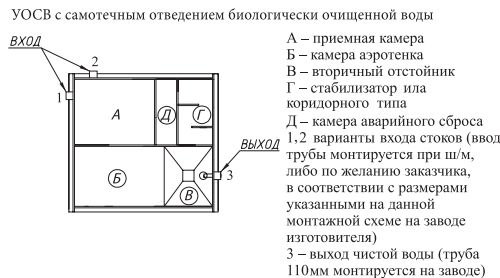 УОСВ с самотечным отведением биологически очищенной воды
ВХОД
2
1
А
Д
Г
Б
В
ВЫХОД
3
А – приемная камера
Б – камера аэротенка
В – вторичный отстойник
Г – стабилизатор ила
коридорного типа
Д – камера аварийного сброса
1,2 варианты входа стоков (ввод
трубы монтируется при ш/м,
либо по желанию заказчика,
в соответствии с размерами
указанными на данной
монтажной схеме на заводе
изготовителя)
3 – выход чистой воды (труба
110мм монтируется на заводе)